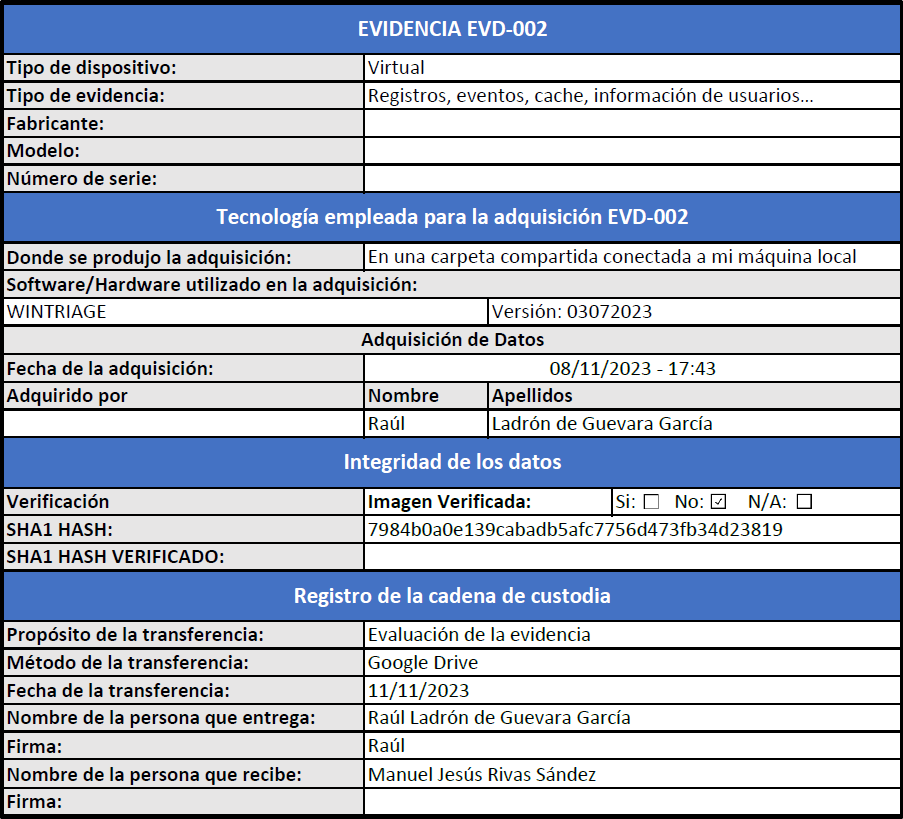 EVIDENCIA EVD-002
Tipo de dispositivo: Virtual
Tipo de evidencia: Registros, eventos, cache, información de usuarios...
Fabricante:
Modelo:
Número de serie:
Tecnología empleada para la adquisición EVD-002
Donde se produjo la adquisición: En una carpeta compartida conectada a mi máquina local
Software/Hardware utilizado en la adquisición:
WINTRIAGE Versión: 03072023
Adquisición de Datos
Fecha de la adquisición: 08/11/2023 - 17:43
Adquirido por Nombre Apellidos
Raúl Ladrón de Guevara García
Integridad de los datos
Verificación Imagen Verificada: Si: ☐ No: ☑ N/A: ☐
SHA1 HASH: 7984b0a0e139cabadb5afc7756d473fb34d23819
SHA1 HASH VERIFICADO:
Registro de la cadena de custodia
Propósito de la transferencia: Evaluación de la evidencia
Método de la transferencia: Google Drive
Fecha de la transferencia: 11/11/2023
Nombre de la persona que entrega: Raúl Ladrón de Guevara García
Firma: Raúl
Nombre de la persona que recibe: Manuel Jesús Rivas Sández
Firma: